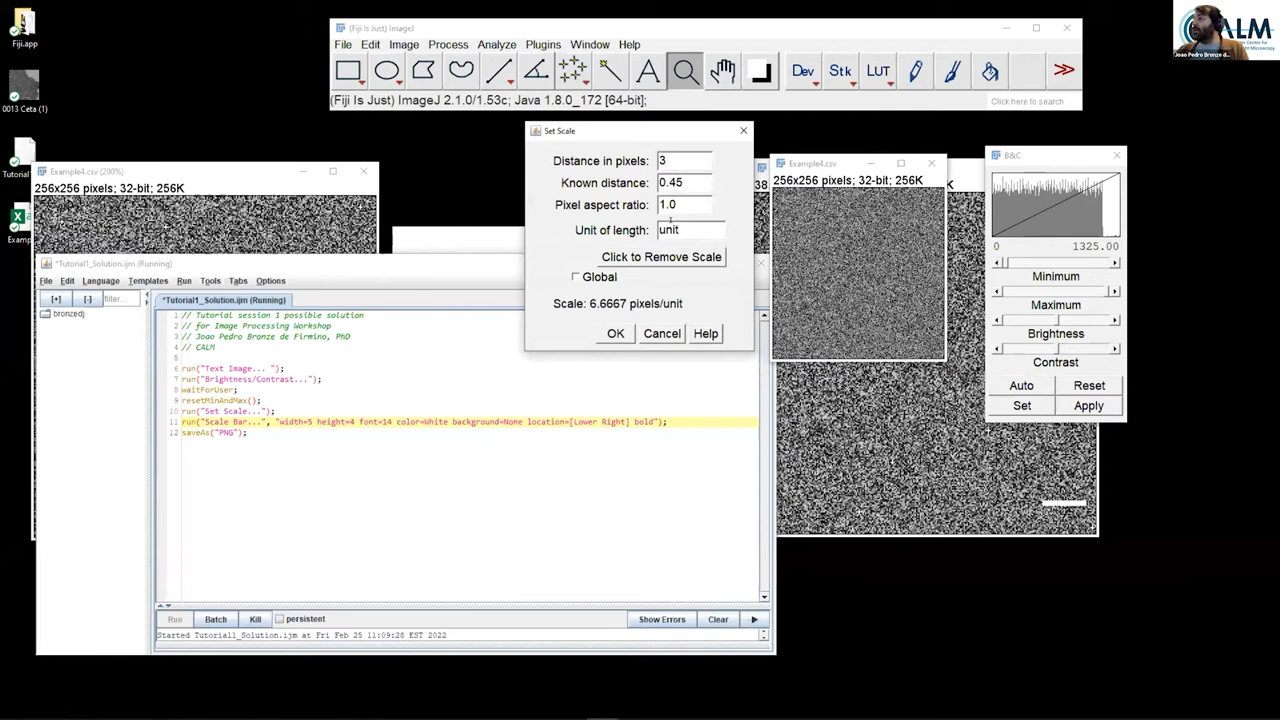 Fiji.app
0013 Ceta (1)
Tutorial1
Examp
(Fiji Is Just) ImageJ
File Edit Image Process Analyze Plugins Window Help
A Dev Stk LUT >>
(Fiji Is Just) ImageJ 2.1.0/1.53c; Java 1.8.0_172 [64-bit];
Click here to search
CALM
Joao Pedro Bronze d...
Set Scale
Distance in pixels: 3
Known distance: 0.45
Pixel aspect ratio: 1.0
Unit of length: unit
Click to Remove Scale
Global
Scale: 6.6667 pixels/unit
OK Cancel Help
Example4.csv (200%)
256x256 pixels; 32-bit; 256K
Example4.csv
256x256 pixels; 32-bit; 256K
38
K
B&C
0 1325.00
Minimum
Maximum
Brightness
Contrast
Auto Reset
Set Apply
*Tutorial1_Solution.ijm (Running)
File Edit Language Templates Run Tools Tabs Options
[+] [-] filter...
bronzedj
*Tutorial1_Solution.ijm (Running)
1 // Tutorial session 1 possible solution
2 // for Image Processing Workshop
3 // Joao Pedro Bronze de Firmino, PhD
4 // CALM
5
6 run("Text Image... ");
7 run("Brightness/Contrast...");
8 waitForUser;
9 resetMinAndMax();
10 run("Set Scale...");
11 run("Scale Bar...", "width=5 height=4 font=14 color=White background=None location=[Lower Right] bold");
12 saveAs("PNG");
Run Batch Kill persistent Show Errors Clear
Started Tutorial1_Solution.ijm at Fri Feb 25 11:09:28 EST 2022